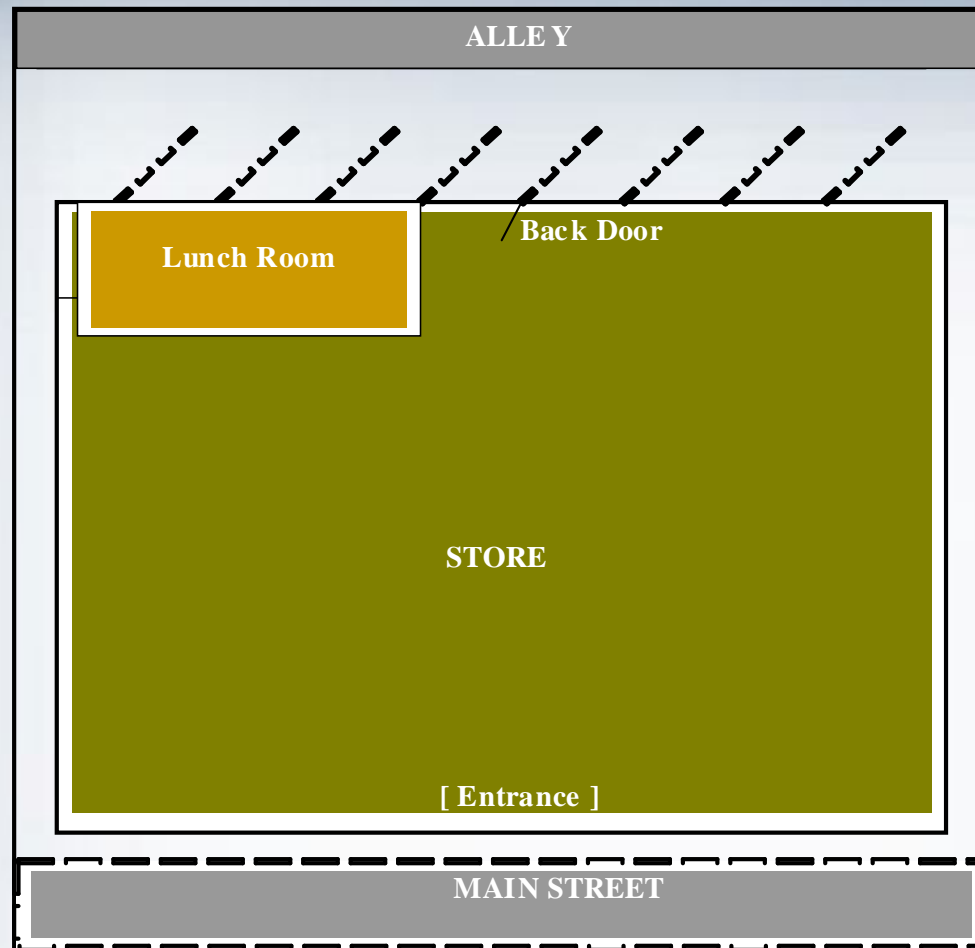 ALLEY
Back Door
Lunch Room
STORE
[ Entrance ]
MAIN STREET